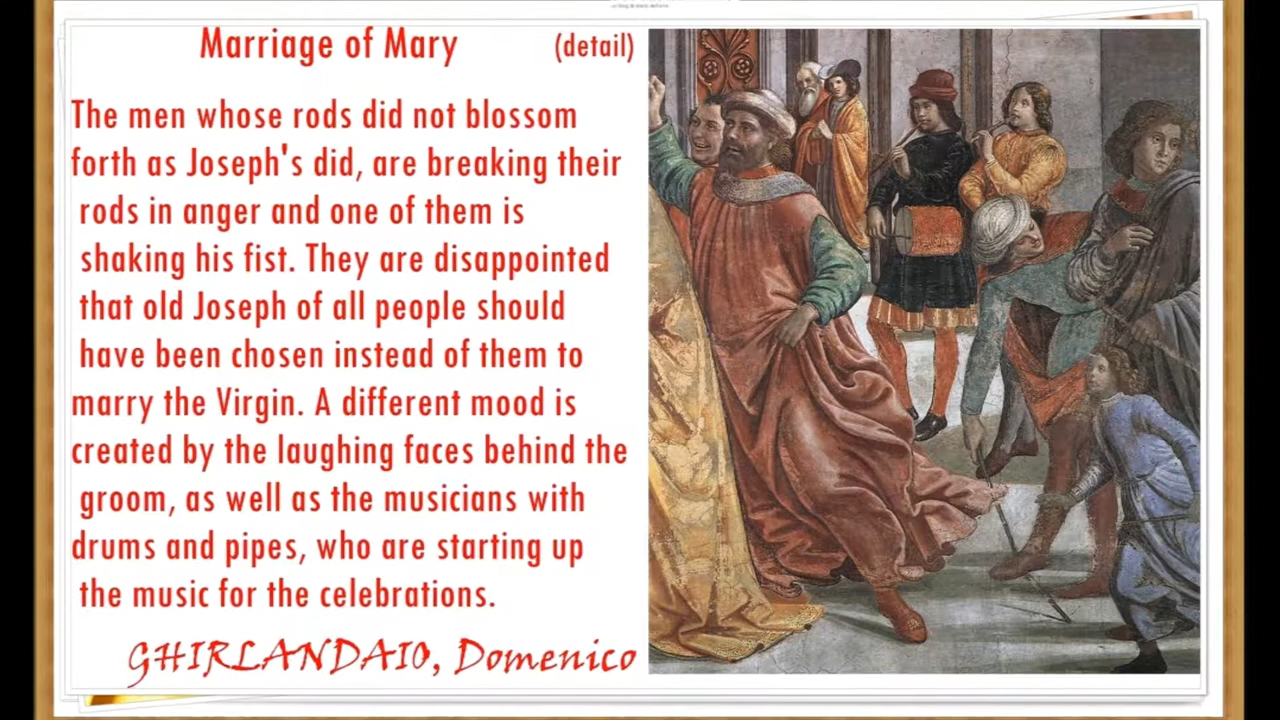 Marriage of Mary (detail)
The men whose rods did not blossom
forth as Joseph's did, are breaking their
rods in anger and one of them is
shaking his fist. They are disappointed
that old Joseph of all people should
have been chosen instead of them to
marry the Virgin. A different mood is
created by the laughing faces behind the
groom, as well as the musicians with
drums and pipes, who are starting up
the music for the celebrations.
GHIRLANDAIO, Domenico